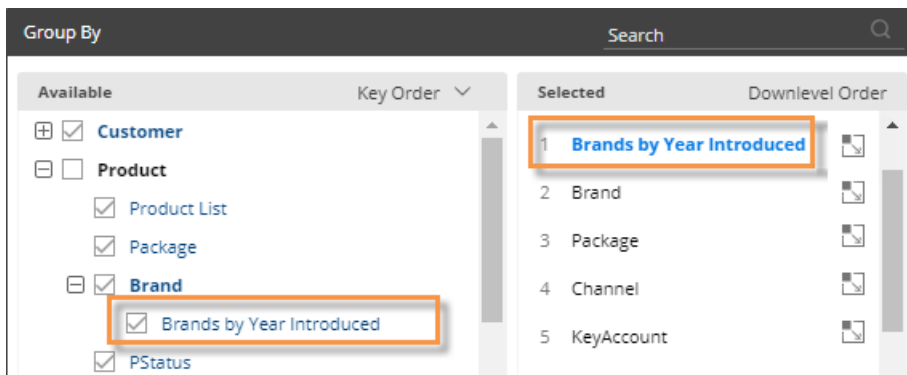 Group By
Search
Available
Key Order
Customer
Product
Product List
Package
Brand
Brands by Year Introduced
PStatus
Selected
Downlevel Order
1 Brands by Year Introduced
2 Brand
3 Package
4 Channel
5 KeyAccount